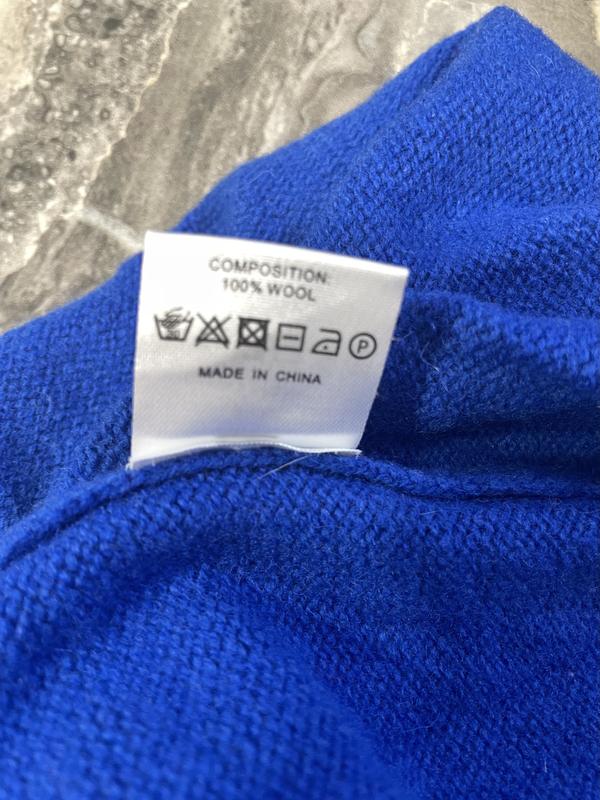 COMPOSITION:
100% WOOL
P
MADE IN CHINA